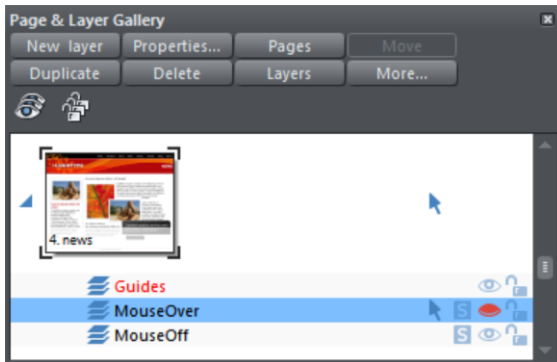 Page & Layer Gallery
New layer Properties... Pages Move
Duplicate Delete Layers More...
4. news
Guides
MouseOver
S
MouseOff
S